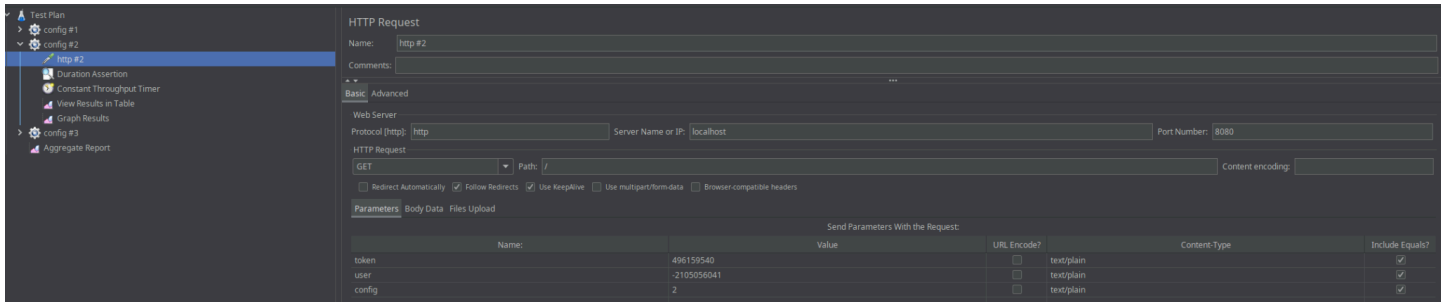 Test Plan
config #1
config #2
http #2
Duration Assertion
Constant Throughput Timer
View Results in Table
Graph Results
config #3
Aggregate Report
HTTP Request
Name: http #2
Comments:
Basic Advanced
Web Server
Protocol [http]: http Server Name or IP: localhost Port Number: 8080
HTTP Request
GET Path: / Content encoding:
Redirect Automatically Follow Redirects Use KeepAlive Use multipart/form-data Browser-compatible headers
Parameters Body Data Files Upload
Send Parameters With the Request:
Name: Value URL Encode? Content-Type Include Equals?
token 496159540 text/plain
user -2105056041 text/plain
config 2 text/plain